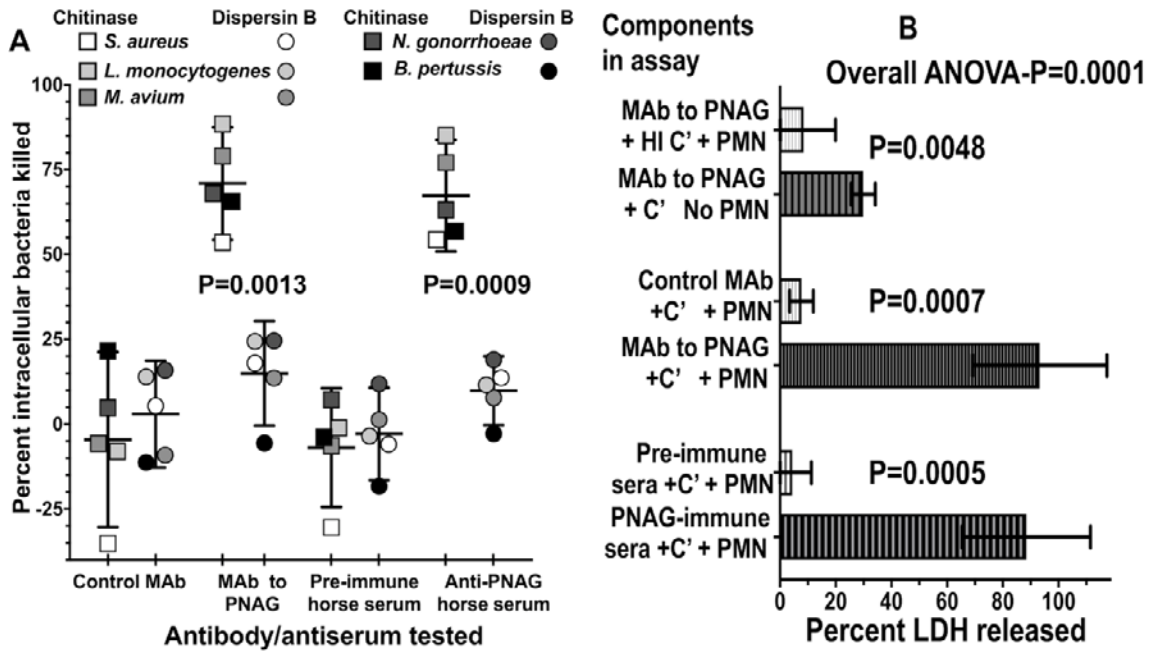 A
Chitinase Dispersin B Chitinase Dispersin B
S. aureus N. gonorrhoeae
L. monocytogenes B. pertussis
M. avium
Percent intracellular bacteria killed
100
75
50
25
0
-25
P=0.0013 P=0.0009
Control MAb MAb to Pre-immune Anti-PNAG
PNAG horse serum horse serum
Antibody/antiserum tested
Components B
in assay
Overall ANOVA-P=0.0001
MAb to PNAG
+ HI C’ + PMN
P=0.0048
MAb to PNAG
+ C’ No PMN
Control MAb
+C’ + PMN
P=0.0007
MAb to PNAG
+C’ + PMN
Pre-immune
sera +C’ + PMN
P=0.0005
PNAG-immune
sera +C’ + PMN
0 20 40 60 80 100
Percent LDH released